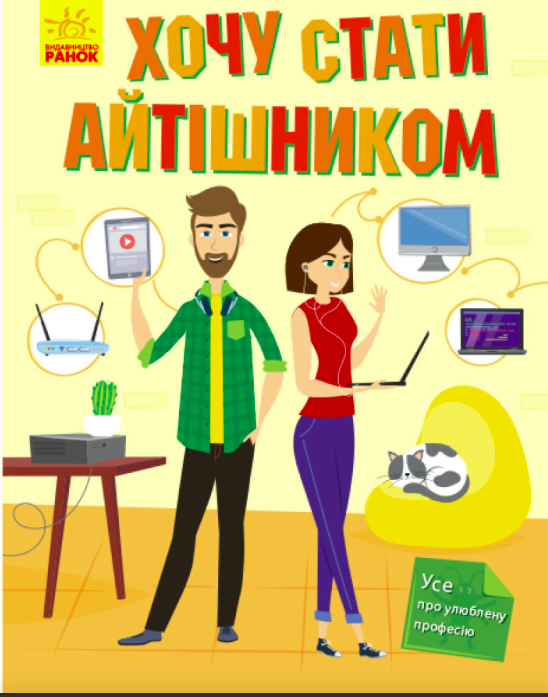 ВИДАВНИЦТВО
РАНОК
ХОЧУ СТАТИ
АЙТІШНИКОМ
Усе
про улюблену
професію